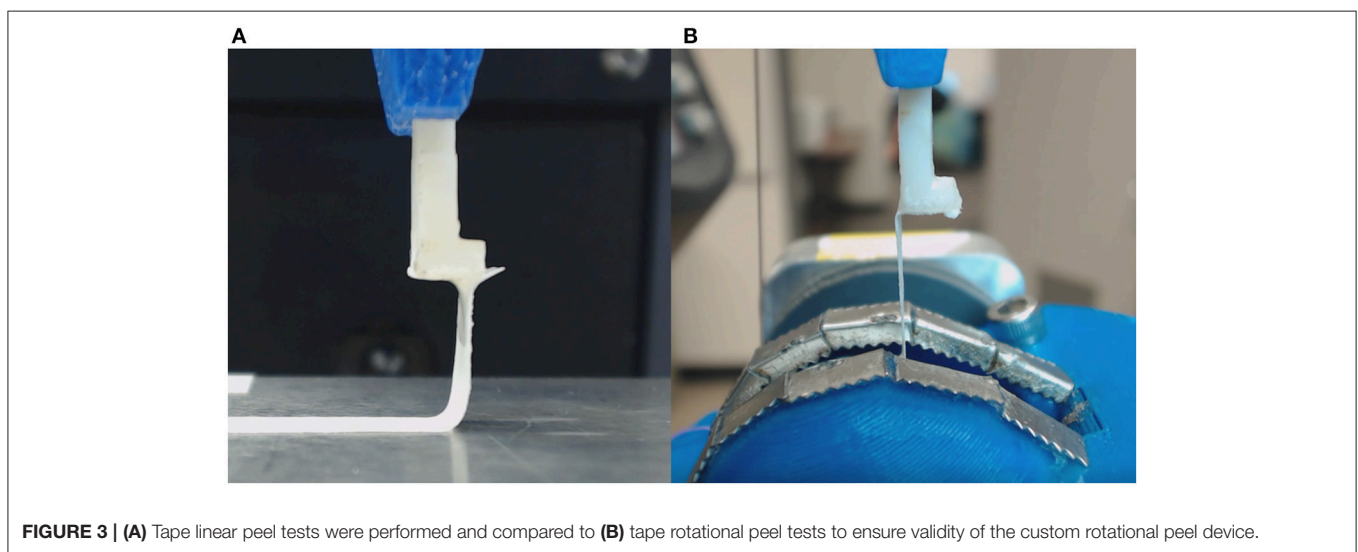 A
B
FIGURE 3 | (A) Tape linear peel tests were performed and compared to (B) tape rotational peel tests to ensure validity of the custom rotational peel device.